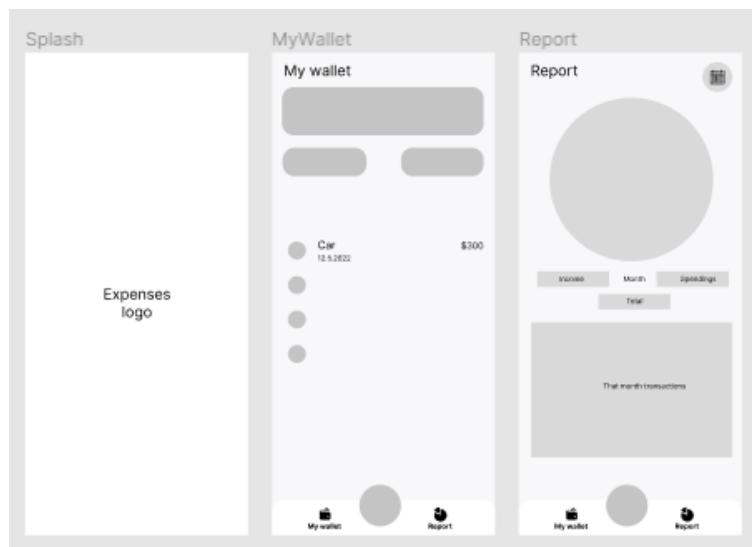 Splash
MyWallet
Report
Expenses
logo
My wallet
Car
$300
12.5.2022
My wallet
Report
Report
Income
Month
Spendings
Total
That month transactions
My wallet
Report